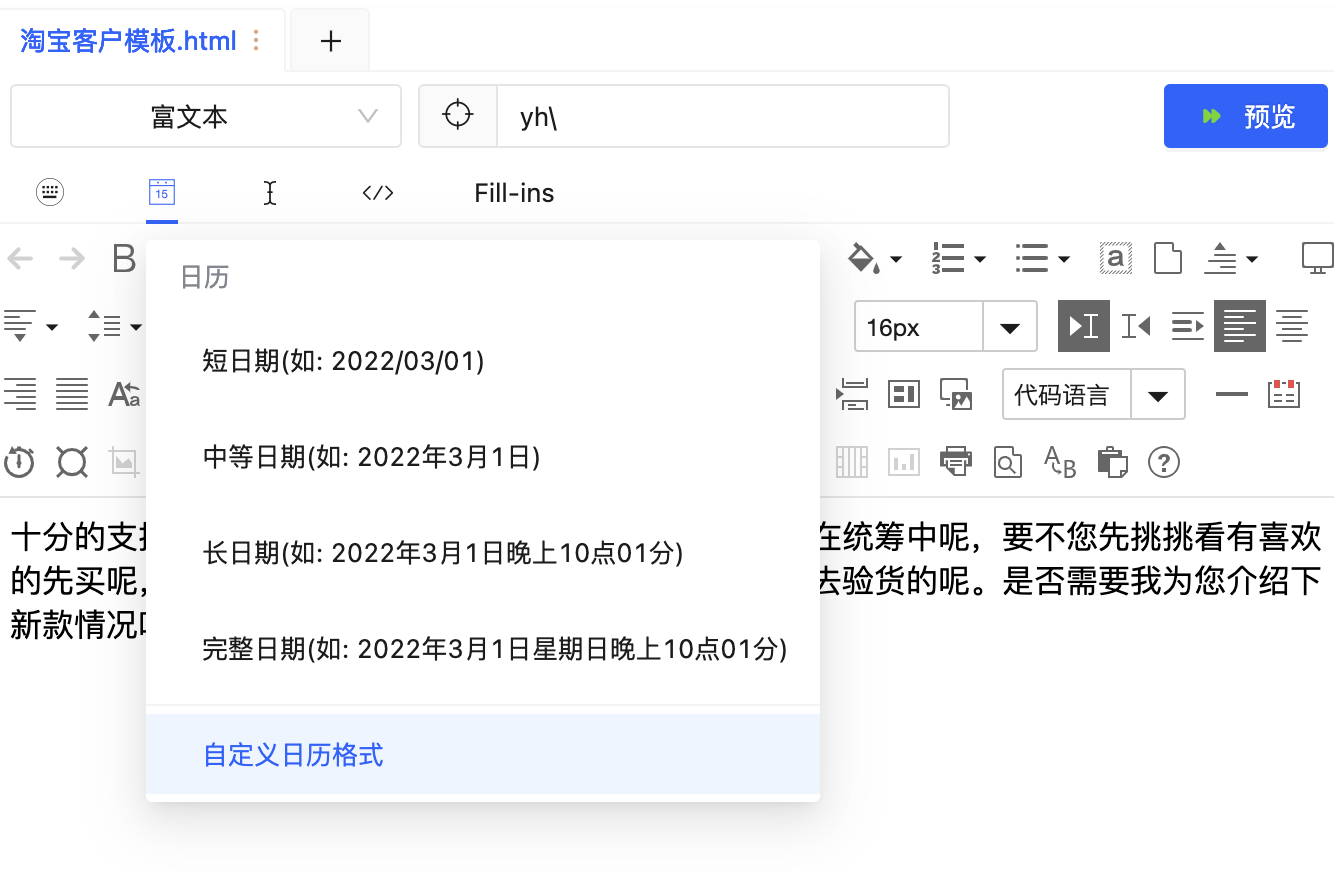 淘宝客户模板.html
富文本
yh\
预览
15
Fill-ins
B
日历
短日期(如: 2022/03/01)
中等日期(如: 2022年3月1日)
长日期(如: 2022年3月1日晚上10点01分)
完整日期(如: 2022年3月1日星期日晚上10点01分)
自定义日历格式
16px
代码语言
十分的支 在统筹中呢，要不您先挑挑看有喜欢
的先买呢， 去验货的呢。是否需要我为您介绍下
新款情况